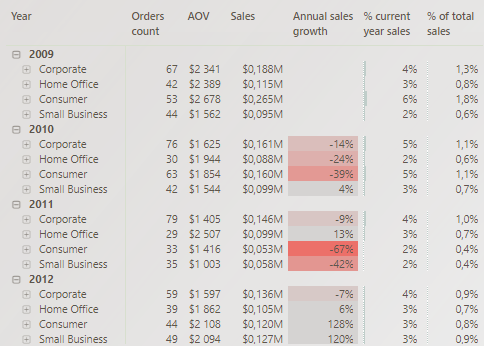 Year Orders count AOV Sales Annual sales growth % current year sales % of total sales
2009
Corporate 67 $2 341 $0,188M 4% 1,3%
Home Office 42 $2 389 $0,115M 3% 0,8%
Consumer 53 $2 678 $0,265M 6% 1,8%
Small Business 44 $1 562 $0,095M 2% 0,6%
2010
Corporate 76 $1 625 $0,161M -14% 5% 1,1%
Home Office 30 $1 944 $0,088M -24% 2% 0,6%
Consumer 63 $1 854 $0,160M -39% 5% 1,1%
Small Business 42 $1 544 $0,099M 4% 3% 0,7%
2011
Corporate 79 $1 405 $0,146M -9% 4% 1,0%
Home Office 29 $2 507 $0,099M 13% 3% 0,7%
Consumer 33 $1 416 $0,053M -67% 2% 0,4%
Small Business 35 $1 003 $0,058M -42% 2% 0,4%
2012
Corporate 59 $1 597 $0,136M -7% 4% 0,9%
Home Office 39 $1 862 $0,105M 6% 3% 0,7%
Consumer 44 $2 108 $0,120M 128% 3% 0,8%
Small Business 49 $2 094 $0,127M 120% 3% 0,9%